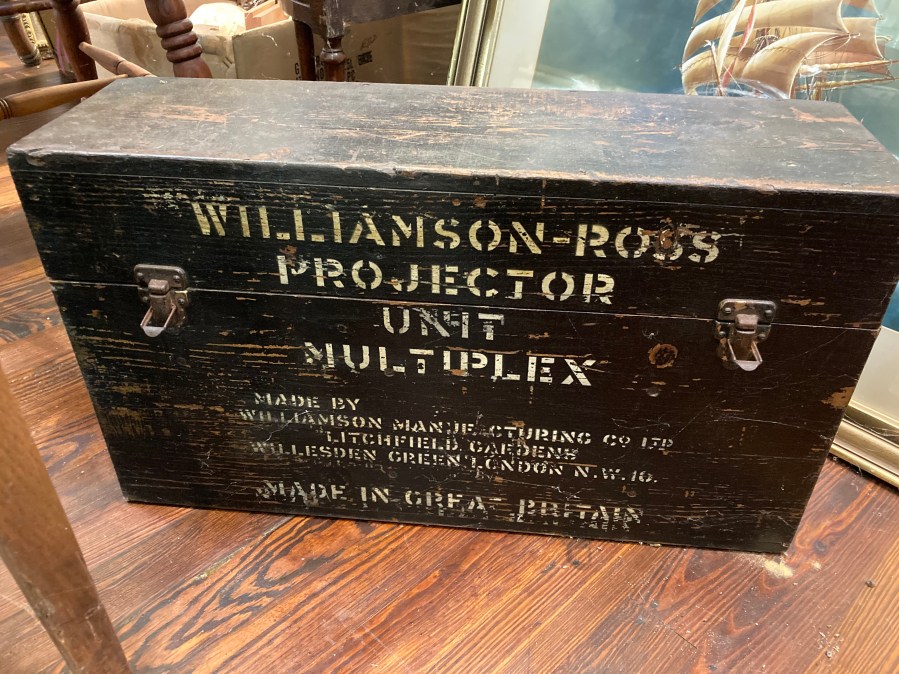 WILLIAMSON-ROSS
PROJECTOR
UNIT
MULTIPLEX
MADE BY
WILLIAMSON MANUFACTURING CO LTD
LITCHFIELD GARDENS
WILLESDEN GREEN LONDON N.W.10.
MADE IN GREAT BRITAIN